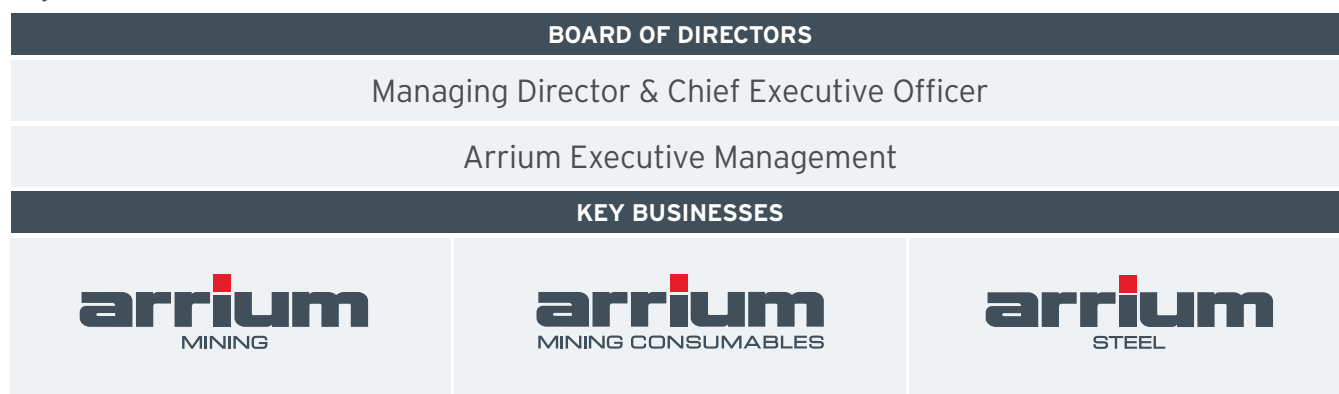 BOARD OF DIRECTORS
Managing Director & Chief Executive Officer
Arrium Executive Management
KEY BUSINESSES
arrium
MINING
arrium
MINING CONSUMABLES
arrium
STEEL